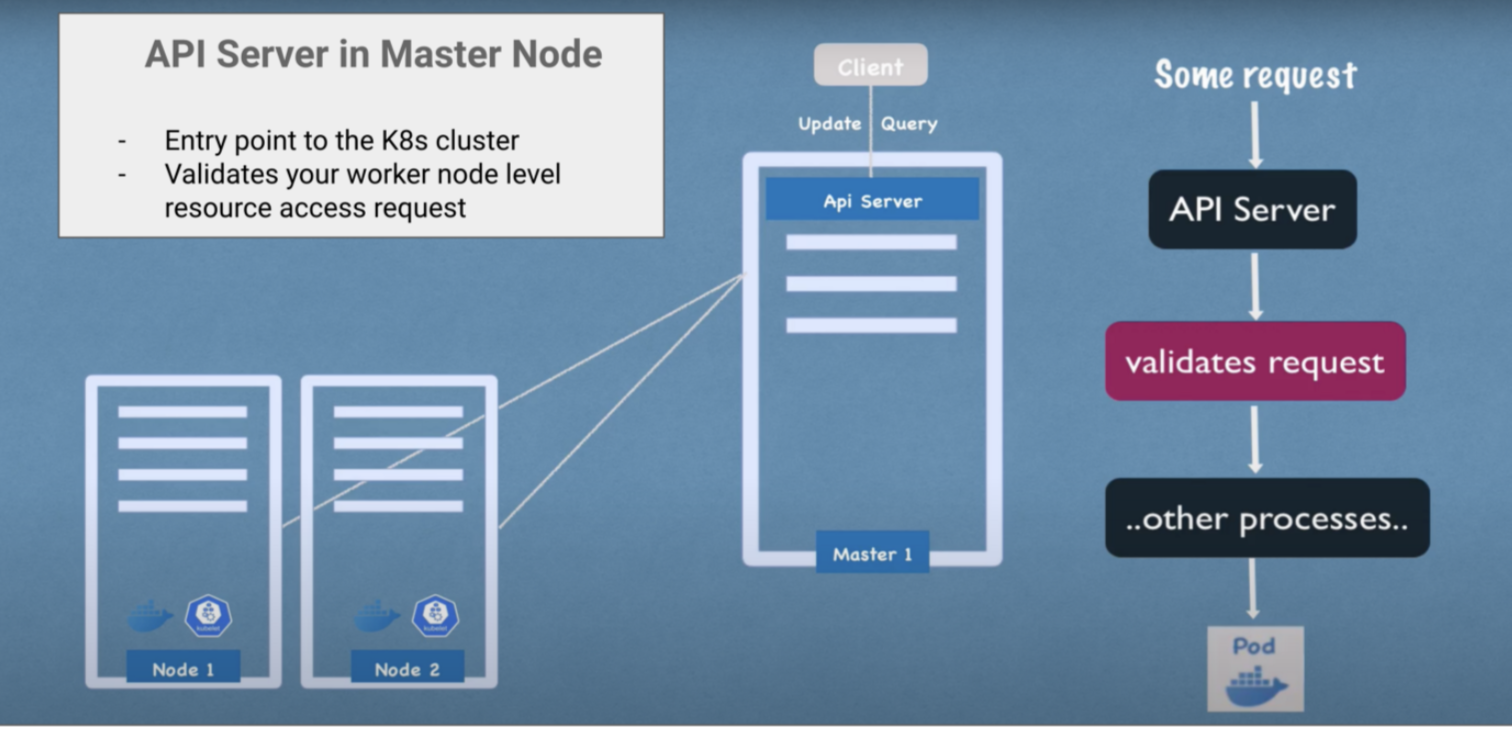 API Server in Master Node
- Entry point to the K8s cluster
- Validates your worker node level
resource access request
Client
Update Query
Api Server
Master 1
Node 1
Node 2
Some request
API Server
validates request
..other processes..
Pod